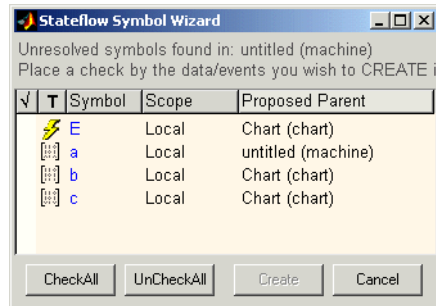 Stateflow Symbol Wizard
Unresolved symbols found in: untitled (machine)
Place a check by the data/events you wish to CREATE i
√ T Symbol Scope Proposed Parent
E Local Chart (chart)
a Local untitled (machine)
b Local Chart (chart)
c Local Chart (chart)
CheckAll UnCheckAll Create Cancel